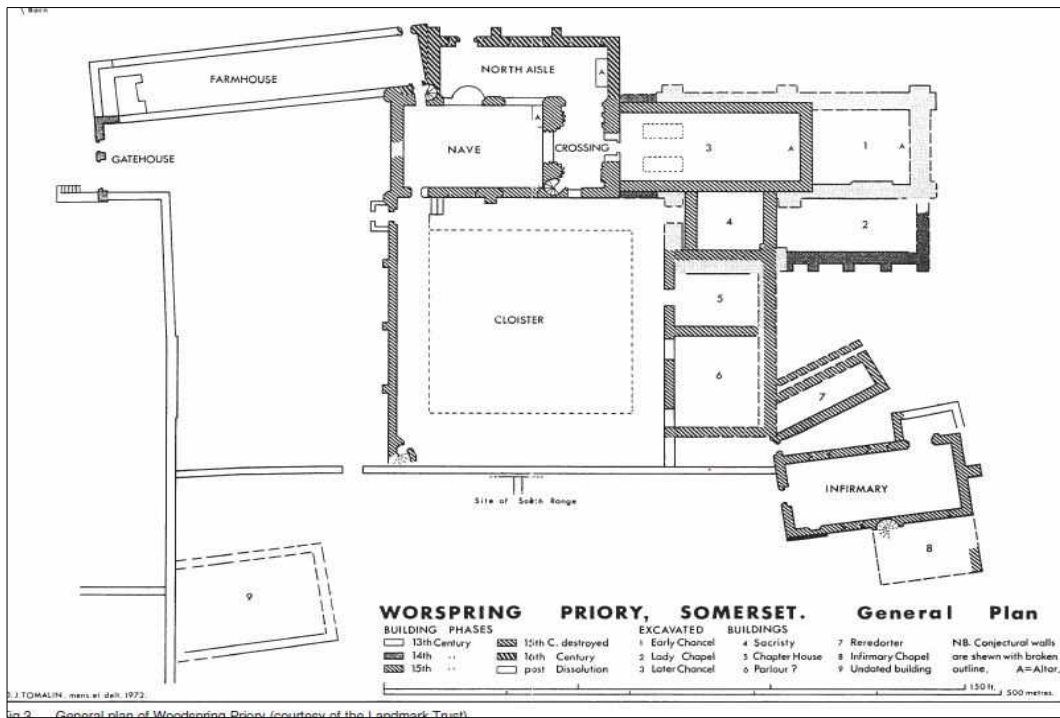 Barn
FARMHOUSE
NORTH AISLE
A
GATEHOUSE
NAVE
A
CROSSING
3
A
1
A
4
2
CLOISTER
5
6
7
Site of South Range
INFIRMARY
8
9
WORSPRING PRIORY, SOMERSET. General Plan
BUILDING PHASES
13th Century
14th ,,
15th ,,
15th C. destroyed
16th Century
post Dissolution
EXCAVATED BUILDINGS
1 Early Chancel
2 Lady Chapel
3 Later Chancel
4 Sacristy
5 Chapter House
6 Parlour ?
7 Reredorter
8 Infirmary Chapel
9 Undated building
NB. Conjectural walls
are shewn with broken
outline, A=Altar,
150 ft,
500 metres.
J. TOMALIN, mens et delt. 1972.
Fig 2 General plan of Woodspring Priory (courtesy of the Landmark Trust)